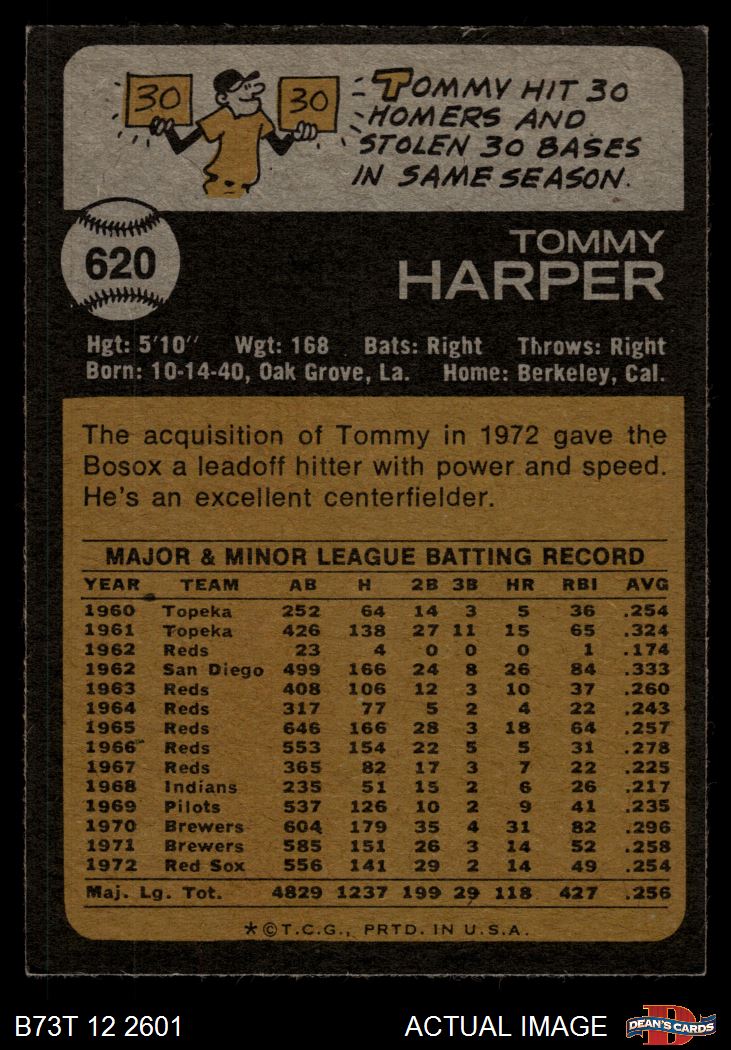 30
30
TOMMY HIT 30
HOMERS AND
STOLEN 30 BASES
IN SAME SEASON.
620
TOMMY
HARPER
Hgt: 5'10" Wgt: 168 Bats: Right Throws: Right
Born: 10-14-40, Oak Grove, La. Home: Berkeley, Cal.
The acquisition of Tommy in 1972 gave the
Bosox a leadoff hitter with power and speed.
He's an excellent centerfielder.
MAJOR & MINOR LEAGUE BATTING RECORD
YEAR TEAM AB H 2B 3B HR RBI AVG
1960 Topeka 252 64 14 3 5 36 .254
1961 Topeka 426 138 27 11 15 65 .324
1962 Reds 23 4 0 0 0 1 .174
1962 San Diego 499 166 24 8 26 84 .333
1963 Reds 408 106 12 3 10 37 .260
1964 Reds 317 77 5 2 4 22 .243
1965 Reds 646 166 28 3 18 64 .257
1966 Reds 553 154 22 5 5 31 .278
1967 Reds 365 82 17 3 7 22 .225
1968 Indians 235 51 15 2 6 26 .217
1969 Pilots 537 126 10 2 9 41 .235
1970 Brewers 604 179 35 4 31 82 .296
1971 Brewers 585 151 26 3 14 52 .258
1972 Red Sox 556 141 29 2 14 49 .254
Maj. Lg. Tot. 4829 1237 199 29 118 427 .256
*©T.C.G., PRTD. IN U.S.A.
B73T 12 2601 ACTUAL IMAGE DEAN'S CARDS